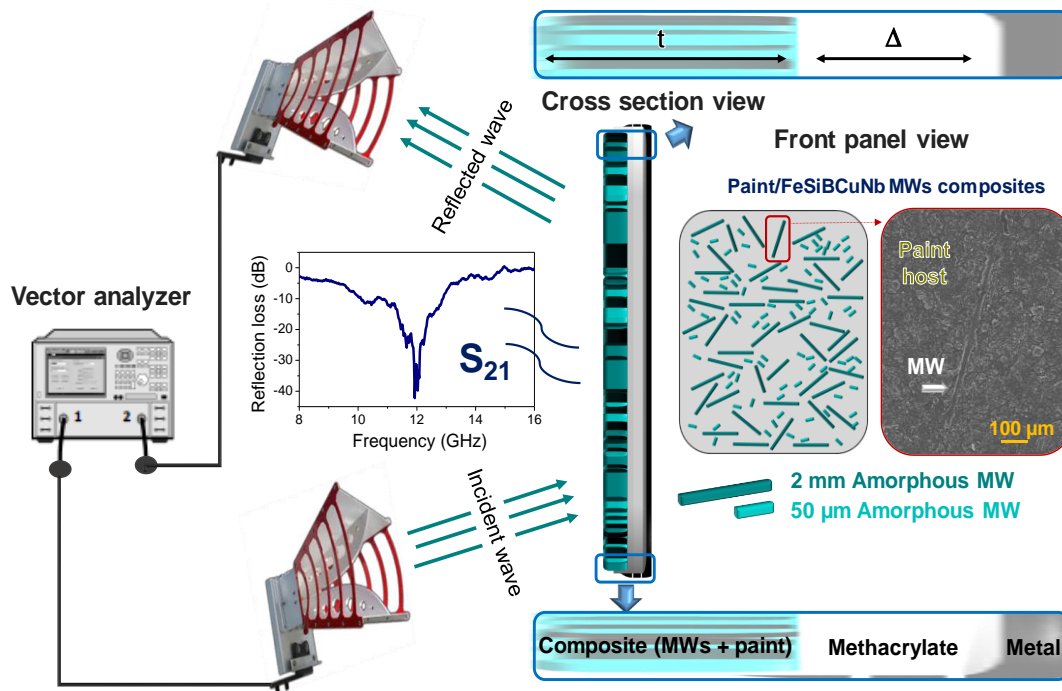 t
Δ
Cross section view
Front panel view
Reflected wave
Paint/FeSiBCuNb MWs composites
Paint
host
MW
100 µm
Vector analyzer
1
2
Reflection loss (dB)
0
-10
-20
-30
-40
8
10
12
14
16
Frequency (GHz)
S21
Incident wave
2 mm Amorphous MW
50 µm Amorphous MW
Composite (MWs + paint)
Methacrylate
Metal